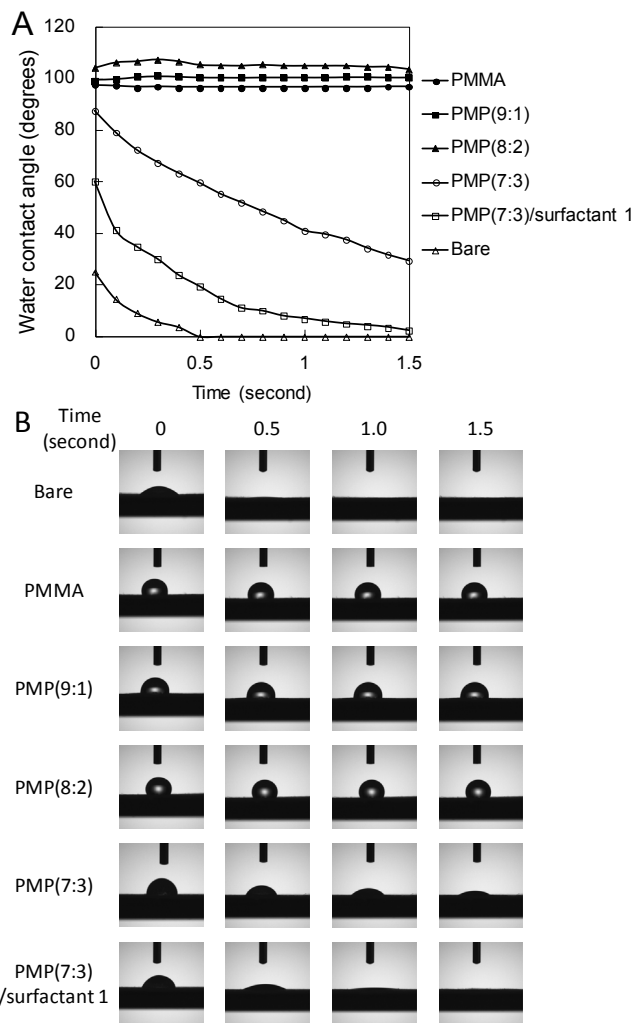 A
Water contact angle (degrees)
120
100
80
60
40
20
0
0 0.5 1 1.5
Time (second)
PMMA
PMP(9:1)
PMP(8:2)
PMP(7:3)
PMP(7:3)/surfactant 1
Bare
B
Time
(second)
0 0.5 1.0 1.5
Bare
PMMA
PMP(9:1)
PMP(8:2)
PMP(7:3)
PMP(7:3)
/surfactant 1